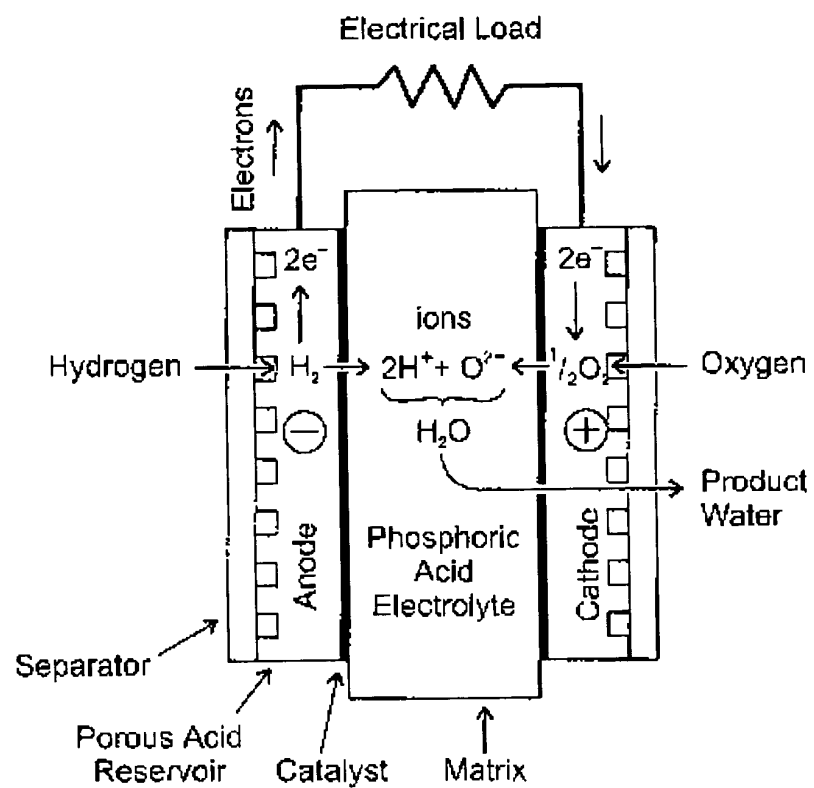 Electrical Load
Electrons
2e⁻
2e⁻
ions
Hydrogen
H₂
2H⁺ + O²⁻
½O₂
Oxygen
−
H₂O
+
Product
Water
Anode
Phosphoric
Acid
Electrolyte
Cathode
Separator
Porous Acid
Reservoir
Catalyst
Matrix